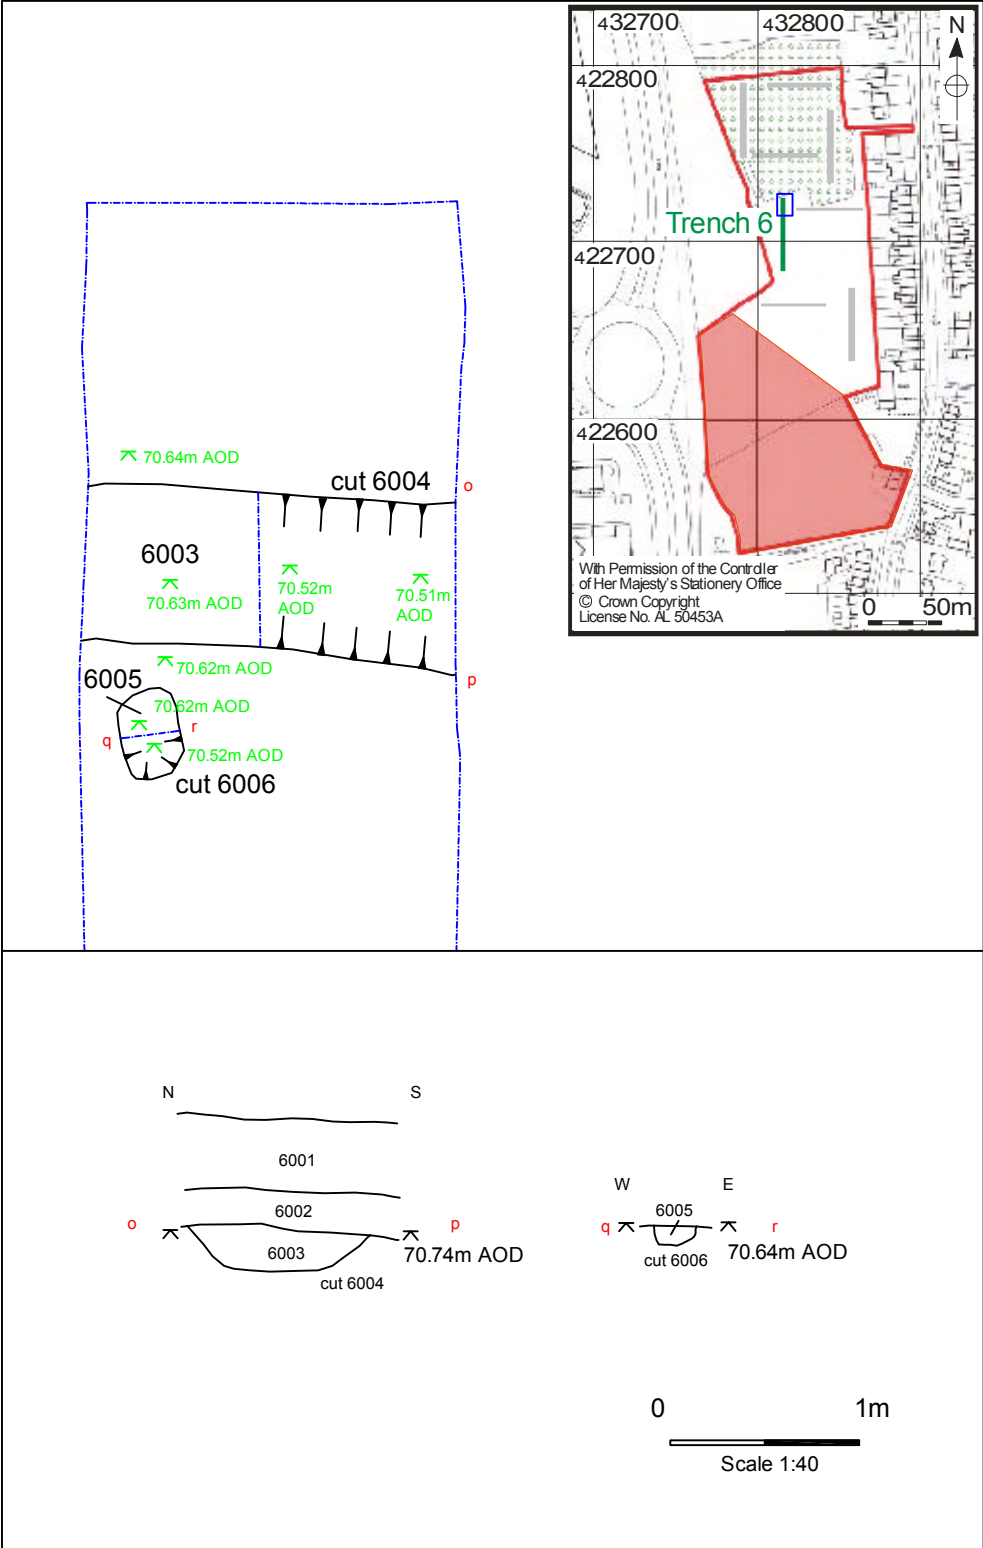 432700
432800
N
422800
Trench 6
422700
422600
With Permission of the Controller
of Her Majesty's Stationery Office
© Crown Copyright
License No. AL 50453A
0 50m
70.64m AOD
cut 6004
o
6003
70.63m AOD
70.52m
AOD
70.51m
AOD
70.62m AOD
p
6005
70.62m AOD
q
r
70.52m AOD
cut 6006
N
S
6001
6002
o
p
6003
70.74m AOD
cut 6004
W
E
6005
q
r
cut 6006
70.64m AOD
0 1m
Scale 1:40